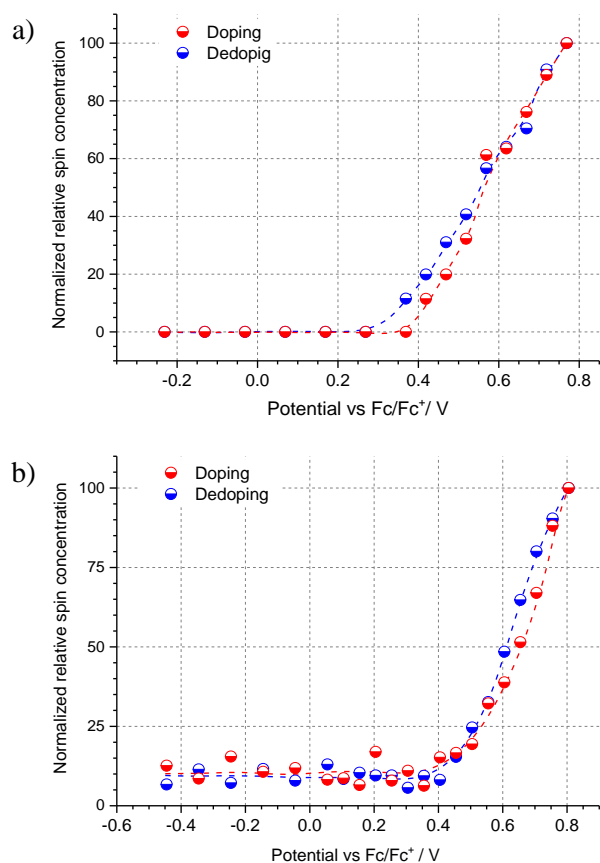 a)
Doping
Dedopig
Normalized relative spin concentration
100
80
60
40
20
0
-0.2 0.0 0.2 0.4 0.6 0.8
Potential vs Fc/Fc⁺/ V
b)
Doping
Dedoping
Normalized relative spin concentration
100
75
50
25
0
-0.6 -0.4 -0.2 0.0 0.2 0.4 0.6 0.8
Potential vs Fc/Fc⁺/ V